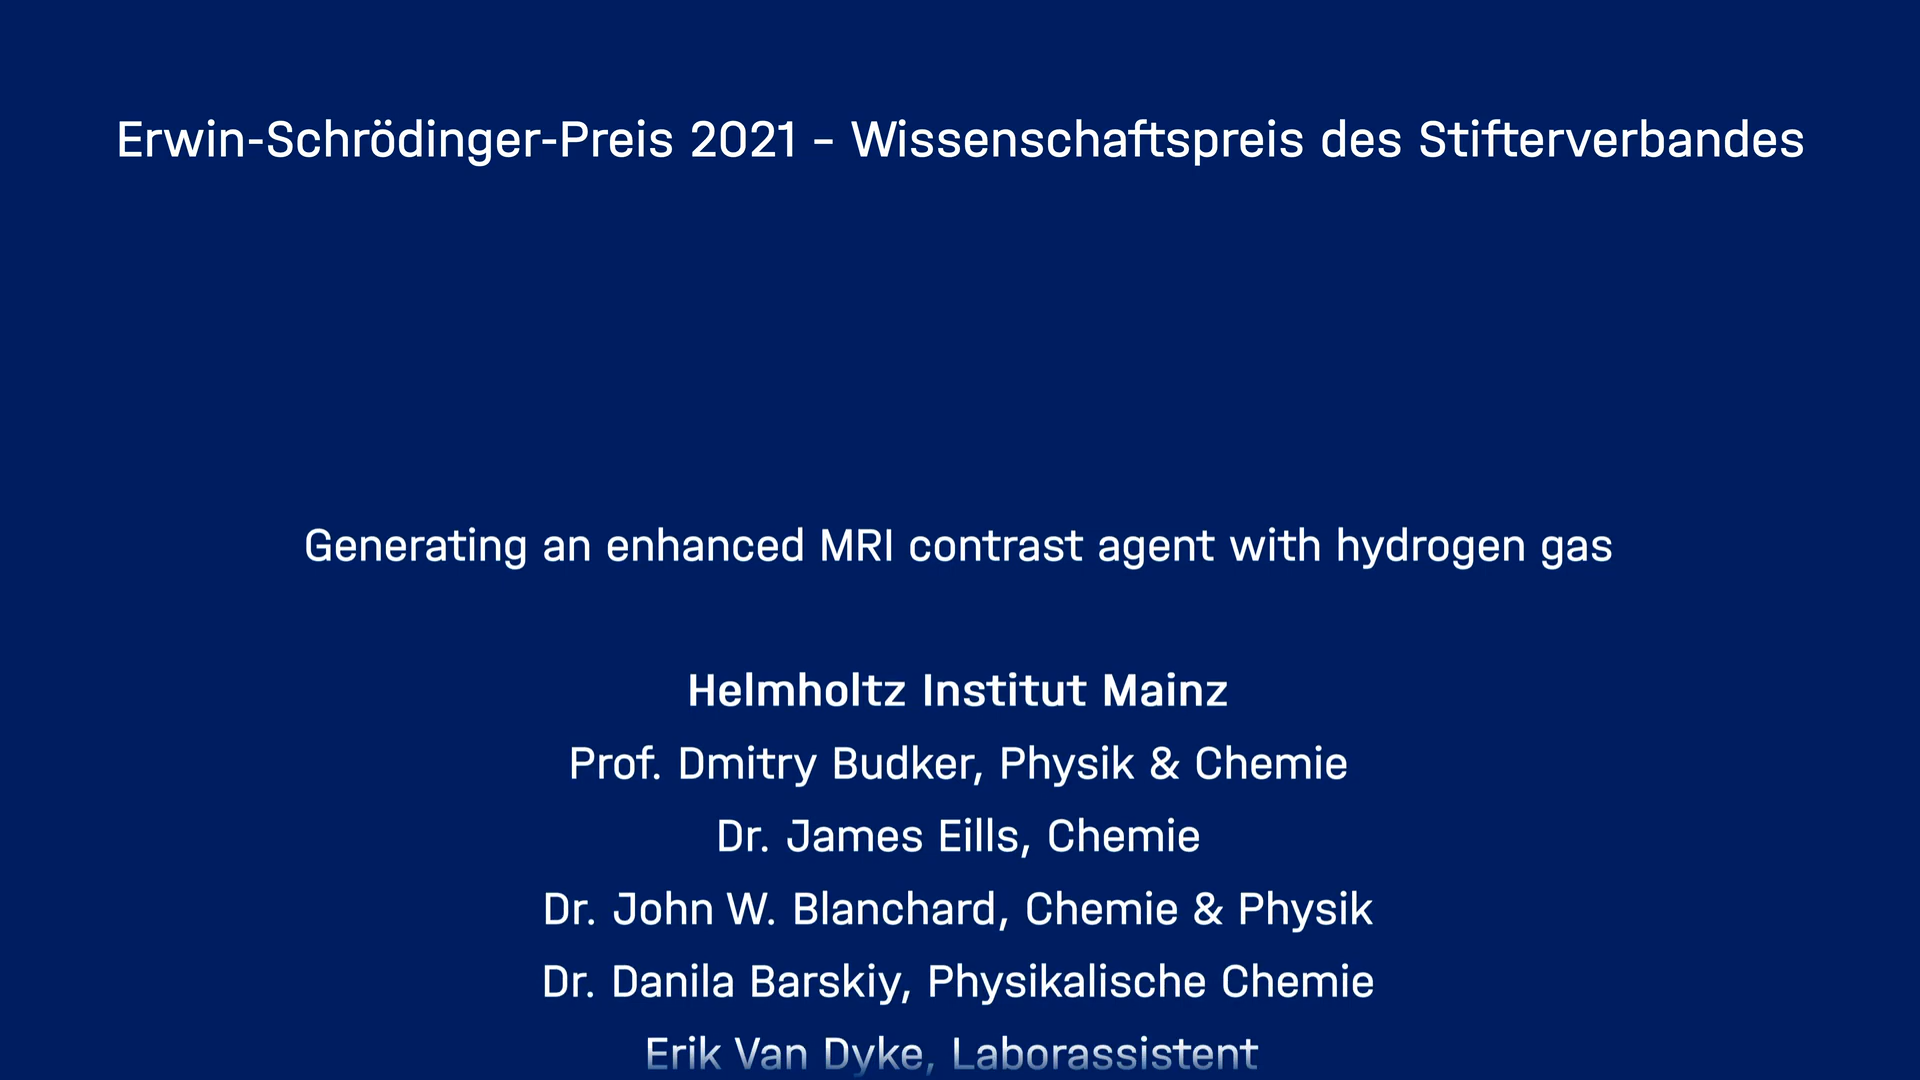 Erwin-Schrödinger-Preis 2021 – Wissenschaftspreis des Stifterverbandes
Generating an enhanced MRI contrast agent with hydrogen gas
Helmholtz Institut Mainz
Prof. Dmitry Budker, Physik & Chemie
Dr. James Eills, Chemie
Dr. John W. Blanchard, Chemie & Physik
Dr. Danila Barskiy, Physikalische Chemie
Erik Van Dyke, Laborassistent